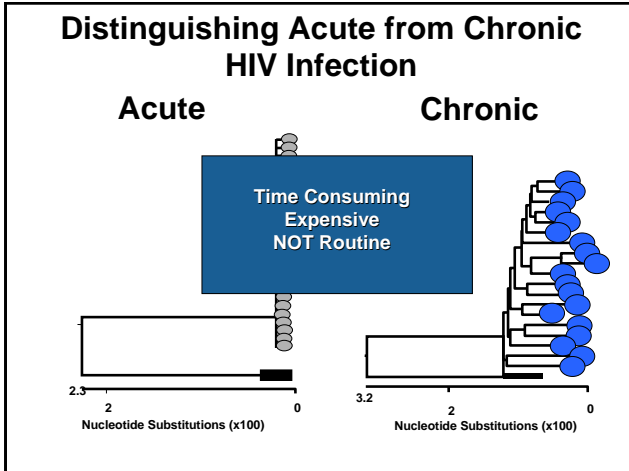 Distinguishing Acute from Chronic
HIV Infection
Acute
Chronic
Time Consuming
Expensive
NOT Routine
2.3
2
0
Nucleotide Substitutions (x100)
3.2
2
0
Nucleotide Substitutions (x100)